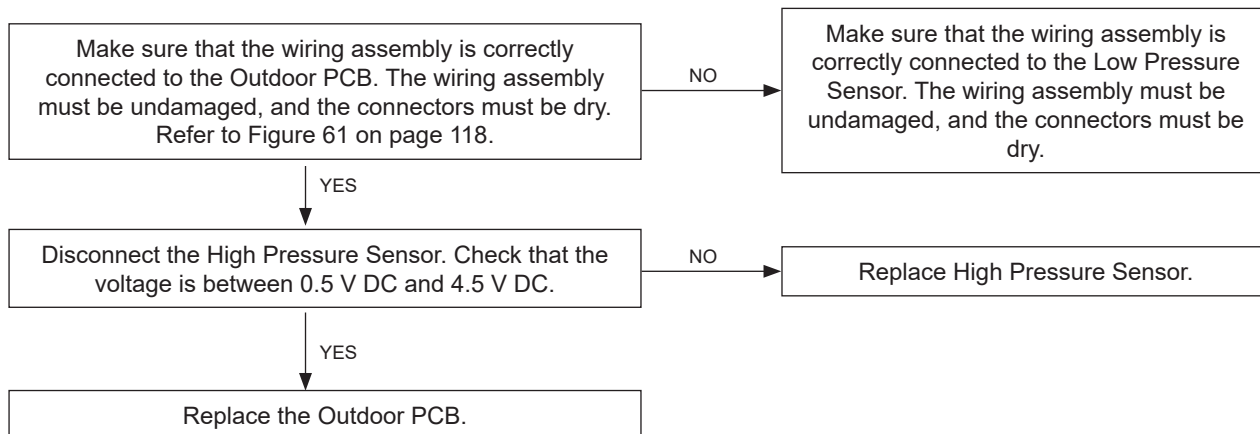 Make sure that the wiring assembly is correctly
connected to the Outdoor PCB. The wiring assembly
must be undamaged, and the connectors must be dry.
Refer to Figure 61 on page 118.
NO
Make sure that the wiring assembly is
correctly connected to the Low Pressure
Sensor. The wiring assembly must be
undamaged, and the connectors must be
dry.
YES
Disconnect the High Pressure Sensor. Check that the
voltage is between 0.5 V DC and 4.5 V DC.
NO
Replace High Pressure Sensor.
YES
Replace the Outdoor PCB.